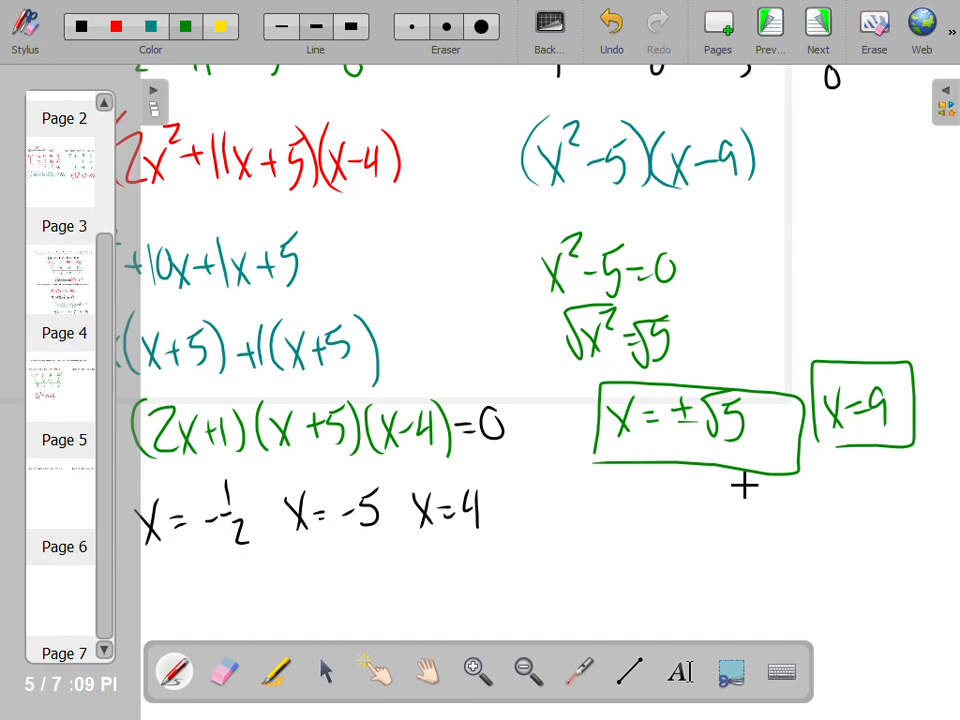 Stylus
Color
Line
Eraser
Back...
Undo
Redo
Pages
Prev...
Next
Erase
Web
»
Page 2
Page 3
Page 4
Page 5
Page 6
Page 7
5 / 7 :09 PI
(2x²+11x+5)(x-4)
+10x+1x+5
(x+5)+1(x+5)
(2x+1)(x+5)(x-4)=0
x=-1/2 x=-5 x=4
(x²-5)(x-9)
x²-5=0
√x²=√5
x=±√5
x=9
A